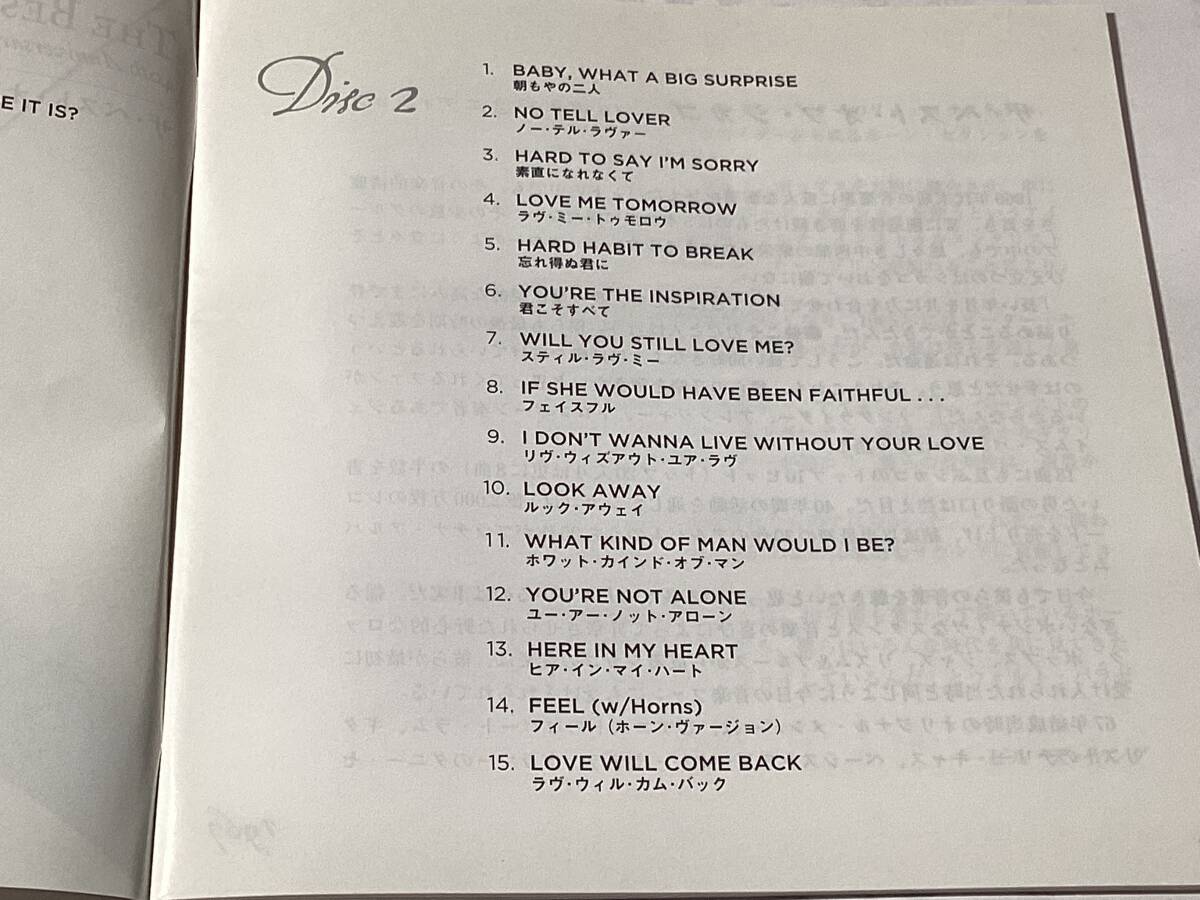 E IT IS?
Disc 2
1. BABY, WHAT A BIG SURPRISE
朝もやの二人
2. NO TELL LOVER
ノー・テル・ラヴァー
3. HARD TO SAY I'M SORRY
素直になれなくて
4. LOVE ME TOMORROW
ラヴ・ミー・トゥモロウ
5. HARD HABIT TO BREAK
忘れ得ぬ君に
6. YOU'RE THE INSPIRATION
君こそすべて
7. WILL YOU STILL LOVE ME?
スティル・ラヴ・ミー
8. IF SHE WOULD HAVE BEEN FAITHFUL . . .
フェイスフル
9. I DON'T WANNA LIVE WITHOUT YOUR LOVE
リヴ・ウィズアウト・ユア・ラヴ
10. LOOK AWAY
ルック・アウェイ
11. WHAT KIND OF MAN WOULD I BE?
ホワット・カインド・オブ・マン
12. YOU'RE NOT ALONE
ユー・アー・ノット・アローン
13. HERE IN MY HEART
ヒア・イン・マイ・ハート
14. FEEL (w/Horns)
フィール（ホーン・ヴァージョン）
15. LOVE WILL COME BACK
ラヴ・ウィル・カム・バック